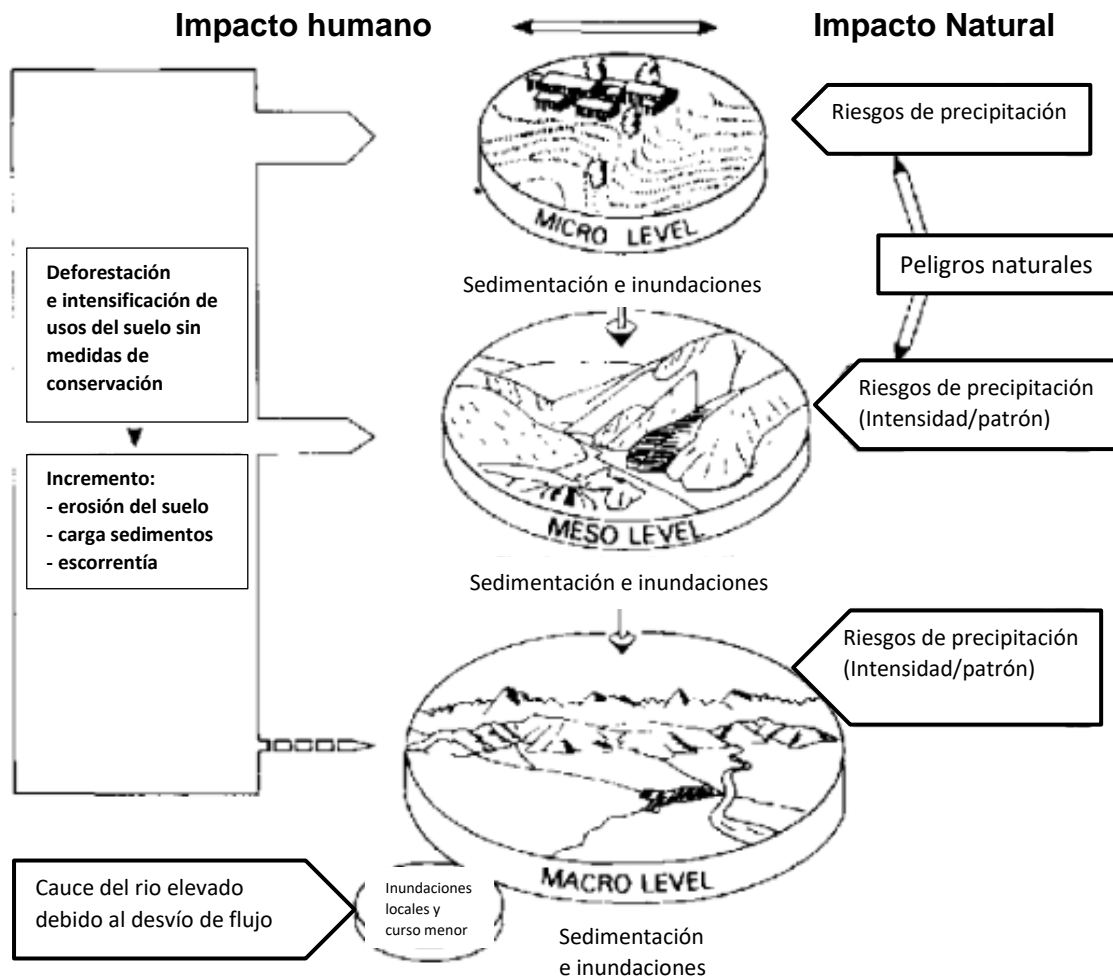 Impacto humano
Impacto Natural
Riesgos de precipitación
MICRO LEVEL
Peligros naturales
Deforestación
e intensificación de
usos del suelo sin
medidas de
conservación
Sedimentación e inundaciones
Riesgos de precipitación
(Intensidad/patrón)
Incremento:
- erosión del suelo
- carga sedimentos
- escorrentía
MESO LEVEL
Sedimentación e inundaciones
Riesgos de precipitación
(Intensidad/patrón)
MACRO LEVEL
Cauce del rio elevado
debido al desvío de flujo
Inundaciones
locales y
curso menor
Sedimentación
e inundaciones